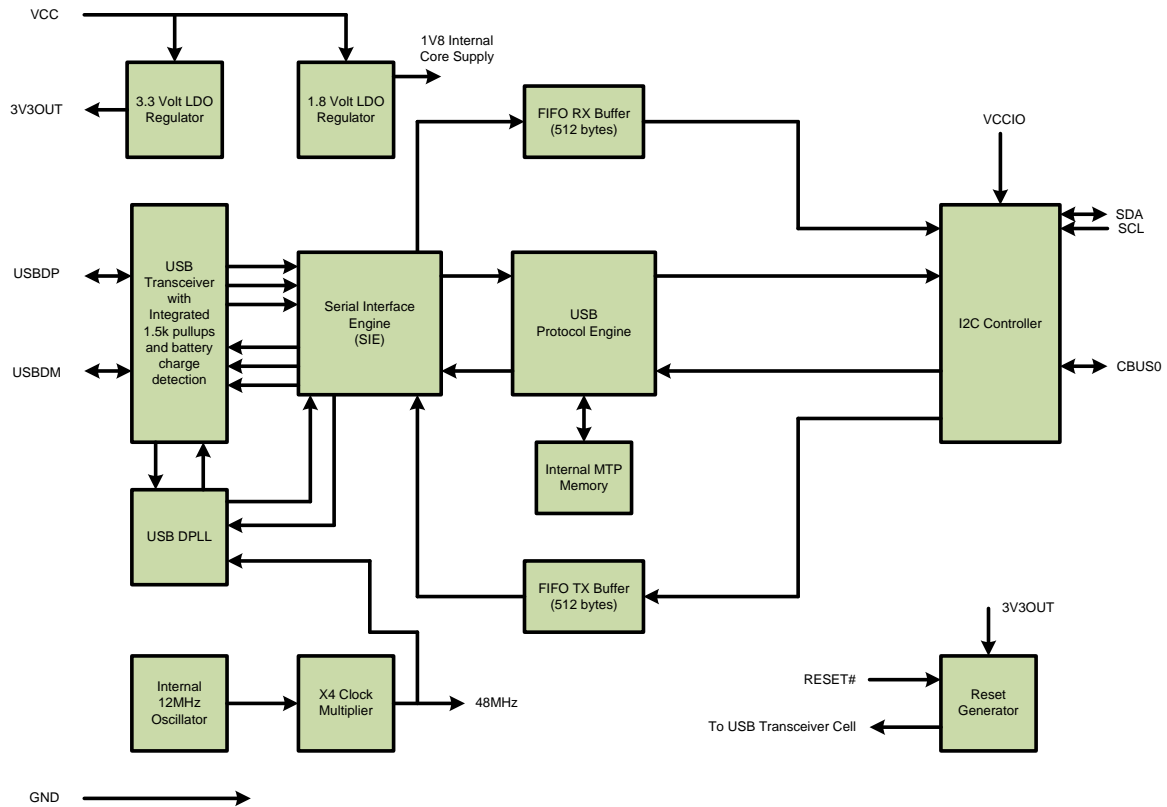 VCC
1V8 Internal
Core Supply
3.3 Volt LDO
Regulator
1.8 Volt LDO
Regulator
3V3OUT
FIFO RX Buffer
(512 bytes)
VCCIO
SDA
SCL
USBDP
USB
Transceiver
with
Integrated
1.5k pullups
and battery
charge
detection
Serial Interface
Engine
(SIE)
USB
Protocol Engine
I2C Controller
USBDM
CBUS0
Internal MTP
Memory
USB DPLL
FIFO TX Buffer
(512 bytes)
3V3OUT
Internal
12MHz
Oscillator
X4 Clock
Multiplier
48MHz
RESET#
Reset
Generator
To USB Transceiver Cell
GND